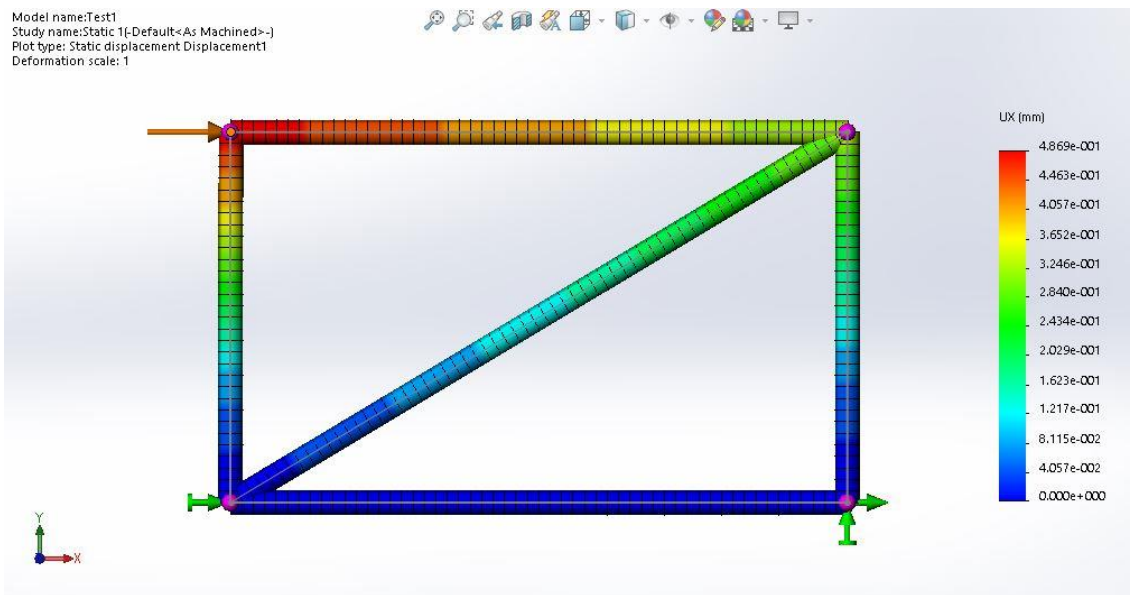 Model name:Test1
Study name:Static 1(-Default<As Machined>-)
Plot type: Static displacement Displacement1
Deformation scale: 1
UX (mm)
4.869e-001
4.463e-001
4.057e-001
3.652e-001
3.246e-001
2.840e-001
2.434e-001
2.029e-001
1.623e-001
1.217e-001
8.115e-002
4.057e-002
0.000e+000
Y
X